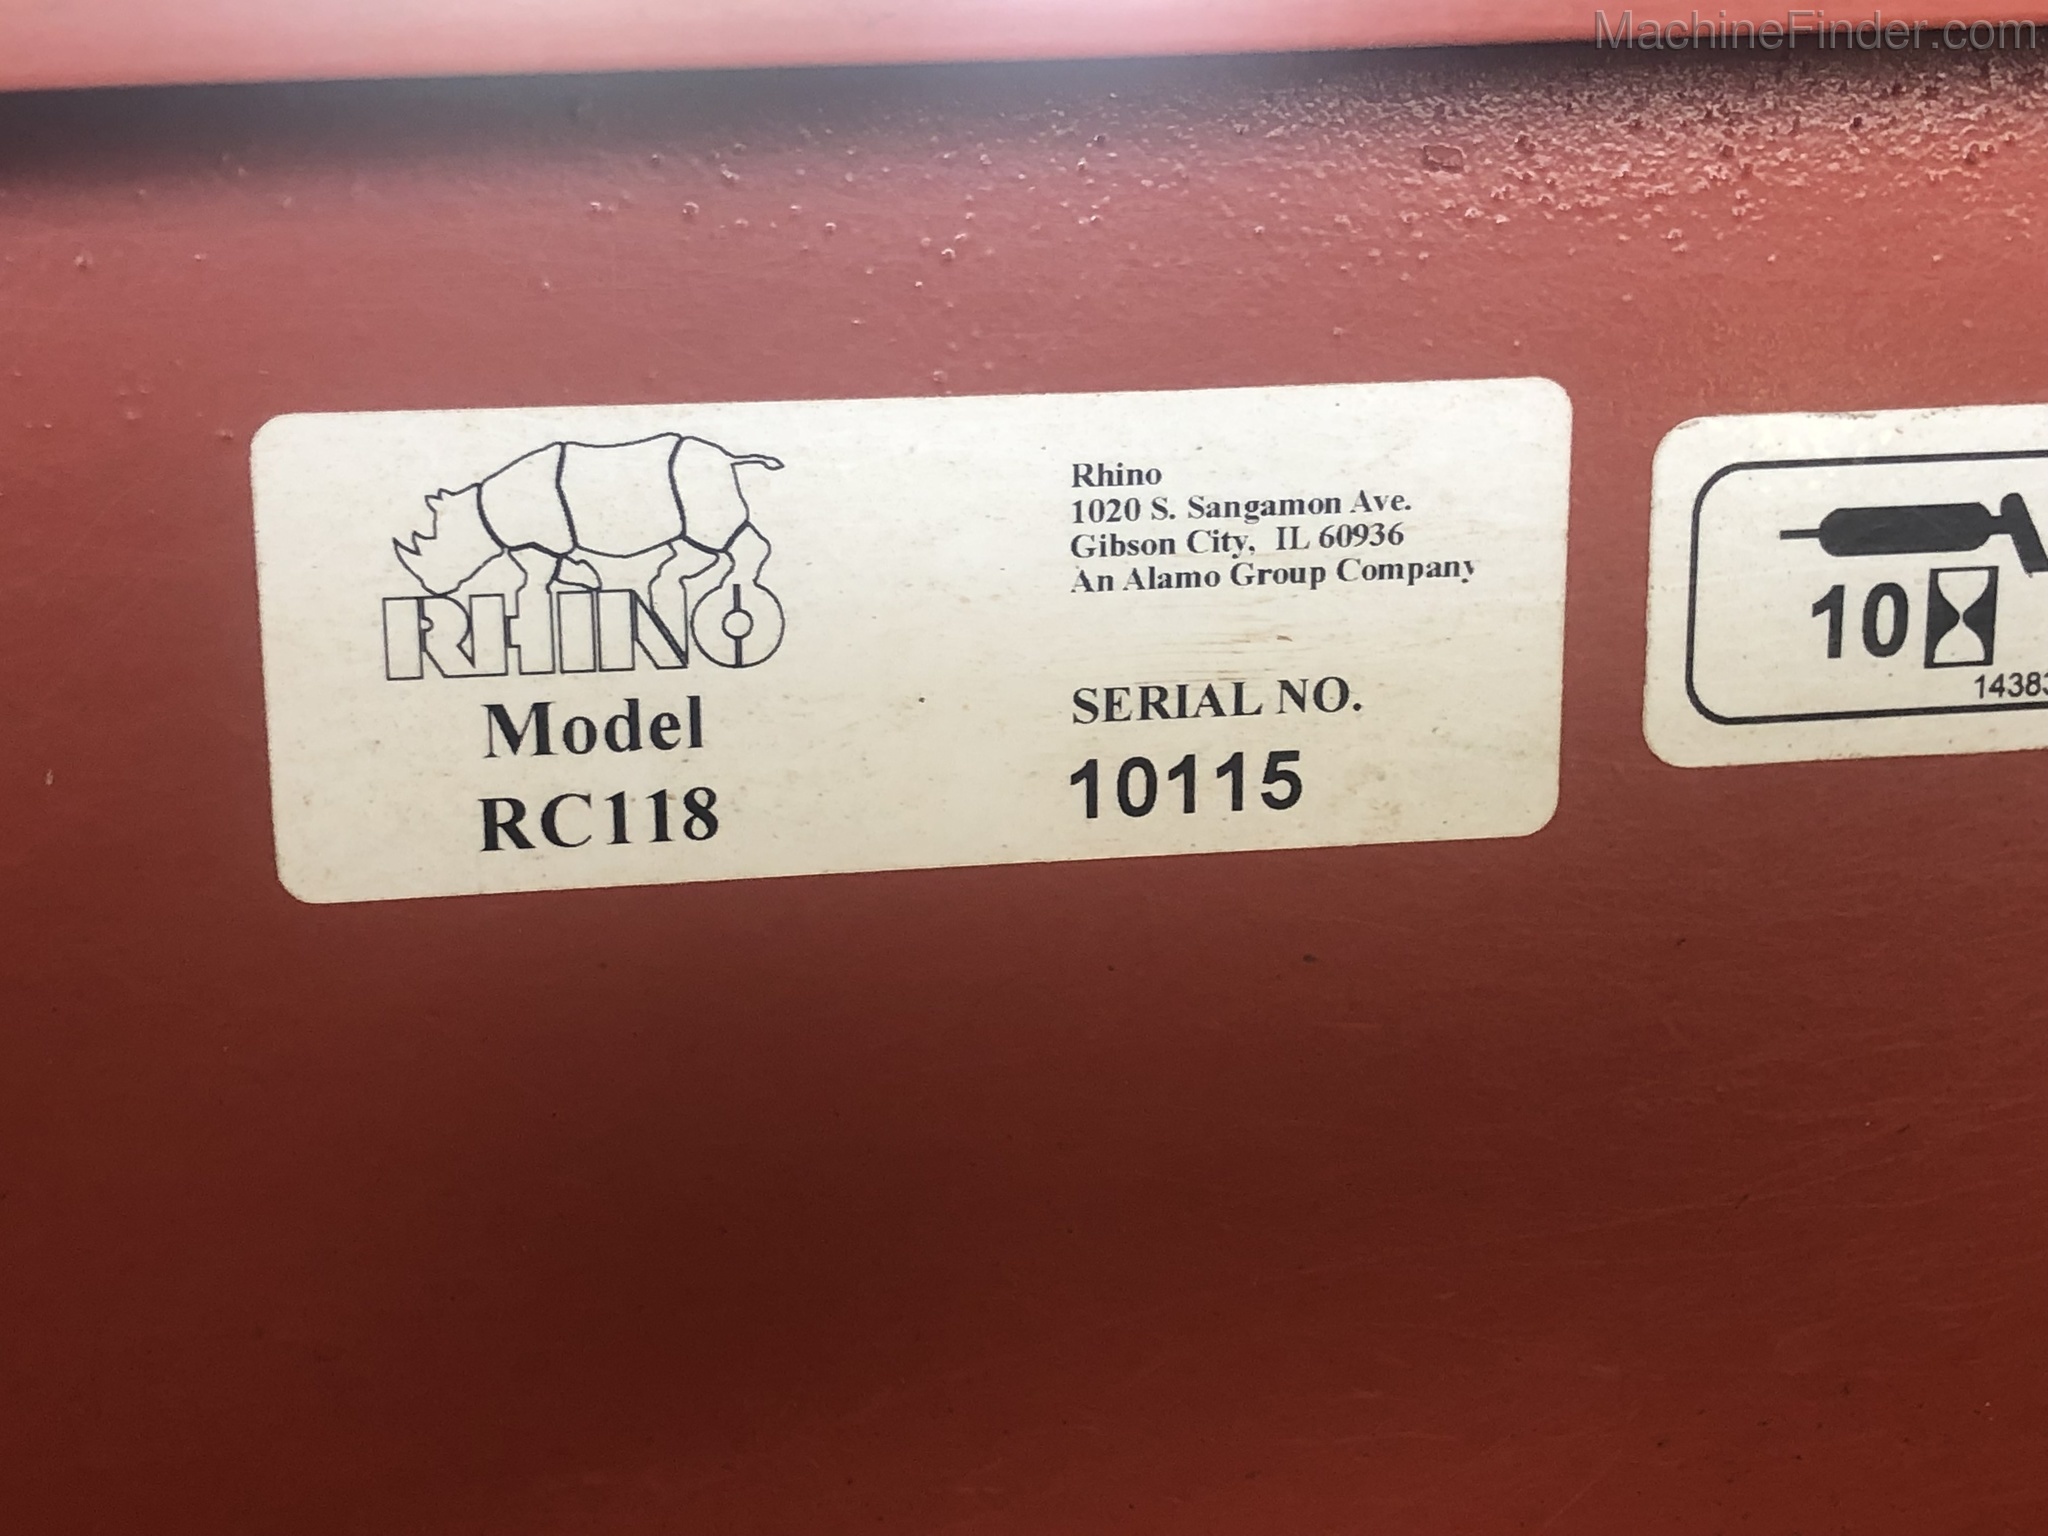 MachineFinder.com
RHINO
Model
RC118
Rhino
1020 S. Sangamon Ave.
Gibson City, IL 60936
An Alamo Group Company
SERIAL NO.
10115
10